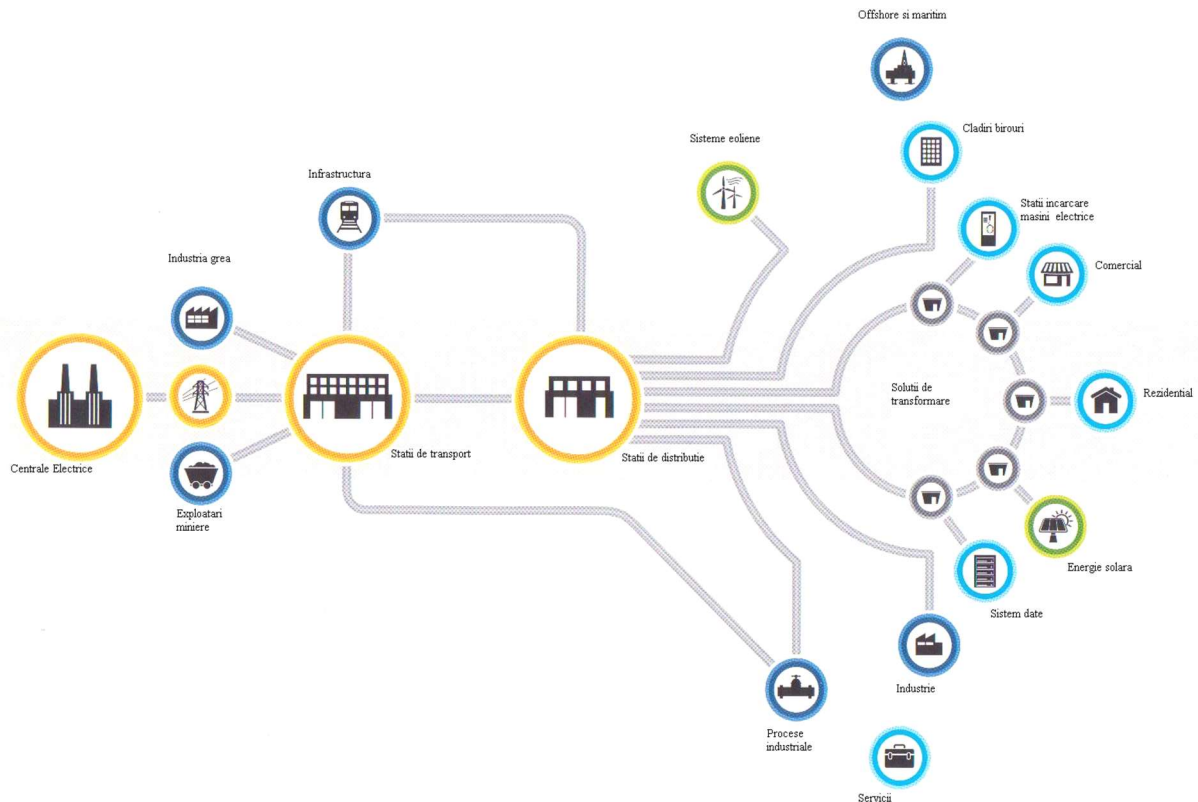 Offshore si maritim
Cladiri birouri
Sisteme eoliene
Infrastructura
Statii incarcare
masini electrice
Industria grea
Comercial
Solutii de
transformare
Rezidential
Centrale Electrice
Statii de transport
Statii de distributie
Exploatari
miniere
Energie solara
Sistem date
Industrie
Procese
industriale
Servicii